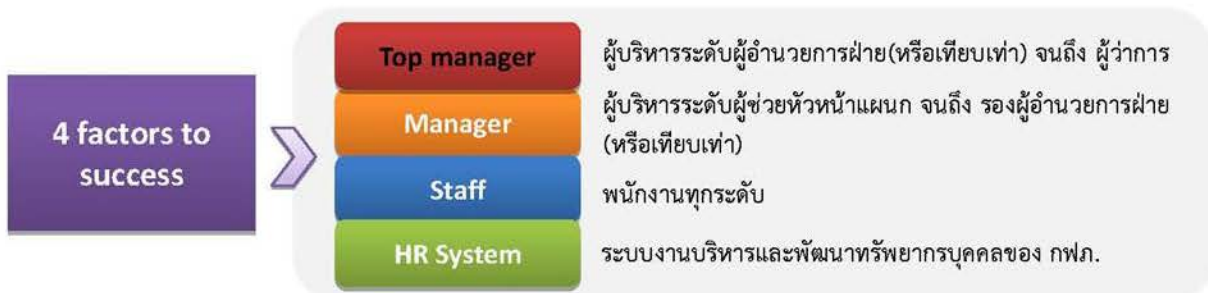 4 factors to
success
Top manager
ผู้บริหารระดับผู้อำนวยการฝ่าย(หรือเทียบเท่า) จนถึง ผู้ว่าการ
Manager
ผู้บริหารระดับผู้ช่วยหัวหน้าแผนก จนถึง รองผู้อำนวยการฝ่าย
(หรือเทียบเท่า)
Staff
พนักงานทุกระดับ
HR System
ระบบงานบริหารและพัฒนาทรัพยากรบุคคลของ กฟภ.